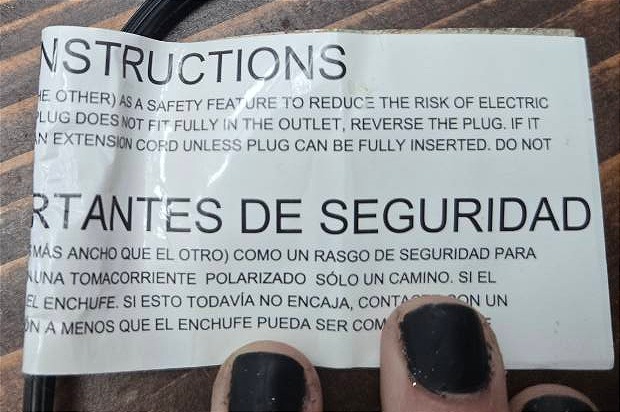 NSTRUCTIONS
OTHER) AS A SAFETY FEATURE TO REDUCE THE RISK OF ELECTRIC
PLUG DOES NOT FIT FULLY IN THE OUTLET, REVERSE THE PLUG. IF IT
AN EXTENSION CORD UNLESS PLUG CAN BE FULLY INSERTED. DO NOT
RTANTES DE SEGURIDAD
MÁS ANCHO QUE EL OTRO) COMO UN RASGO DE SEGURIDAD PARA
UNA TOMACORRIENTE POLARIZADO SÓLO UN CAMINO. SI EL
EL ENCHUFE. SI ESTO TODAVÍA NO ENCAJA, CON UN
A MENOS QUE EL ENCHUFE PUEDA SER